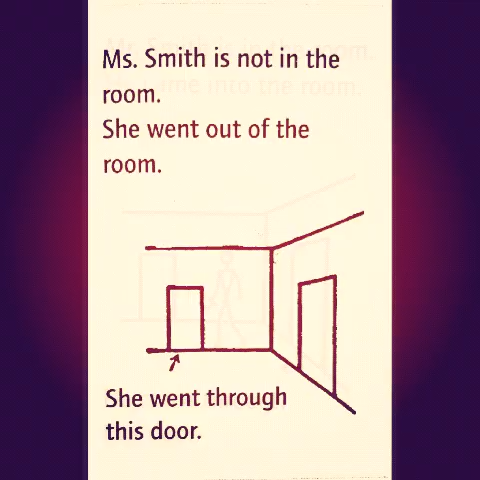 Ms. Smith is not in the
room.
She went out of the
room.
She went through
this door.